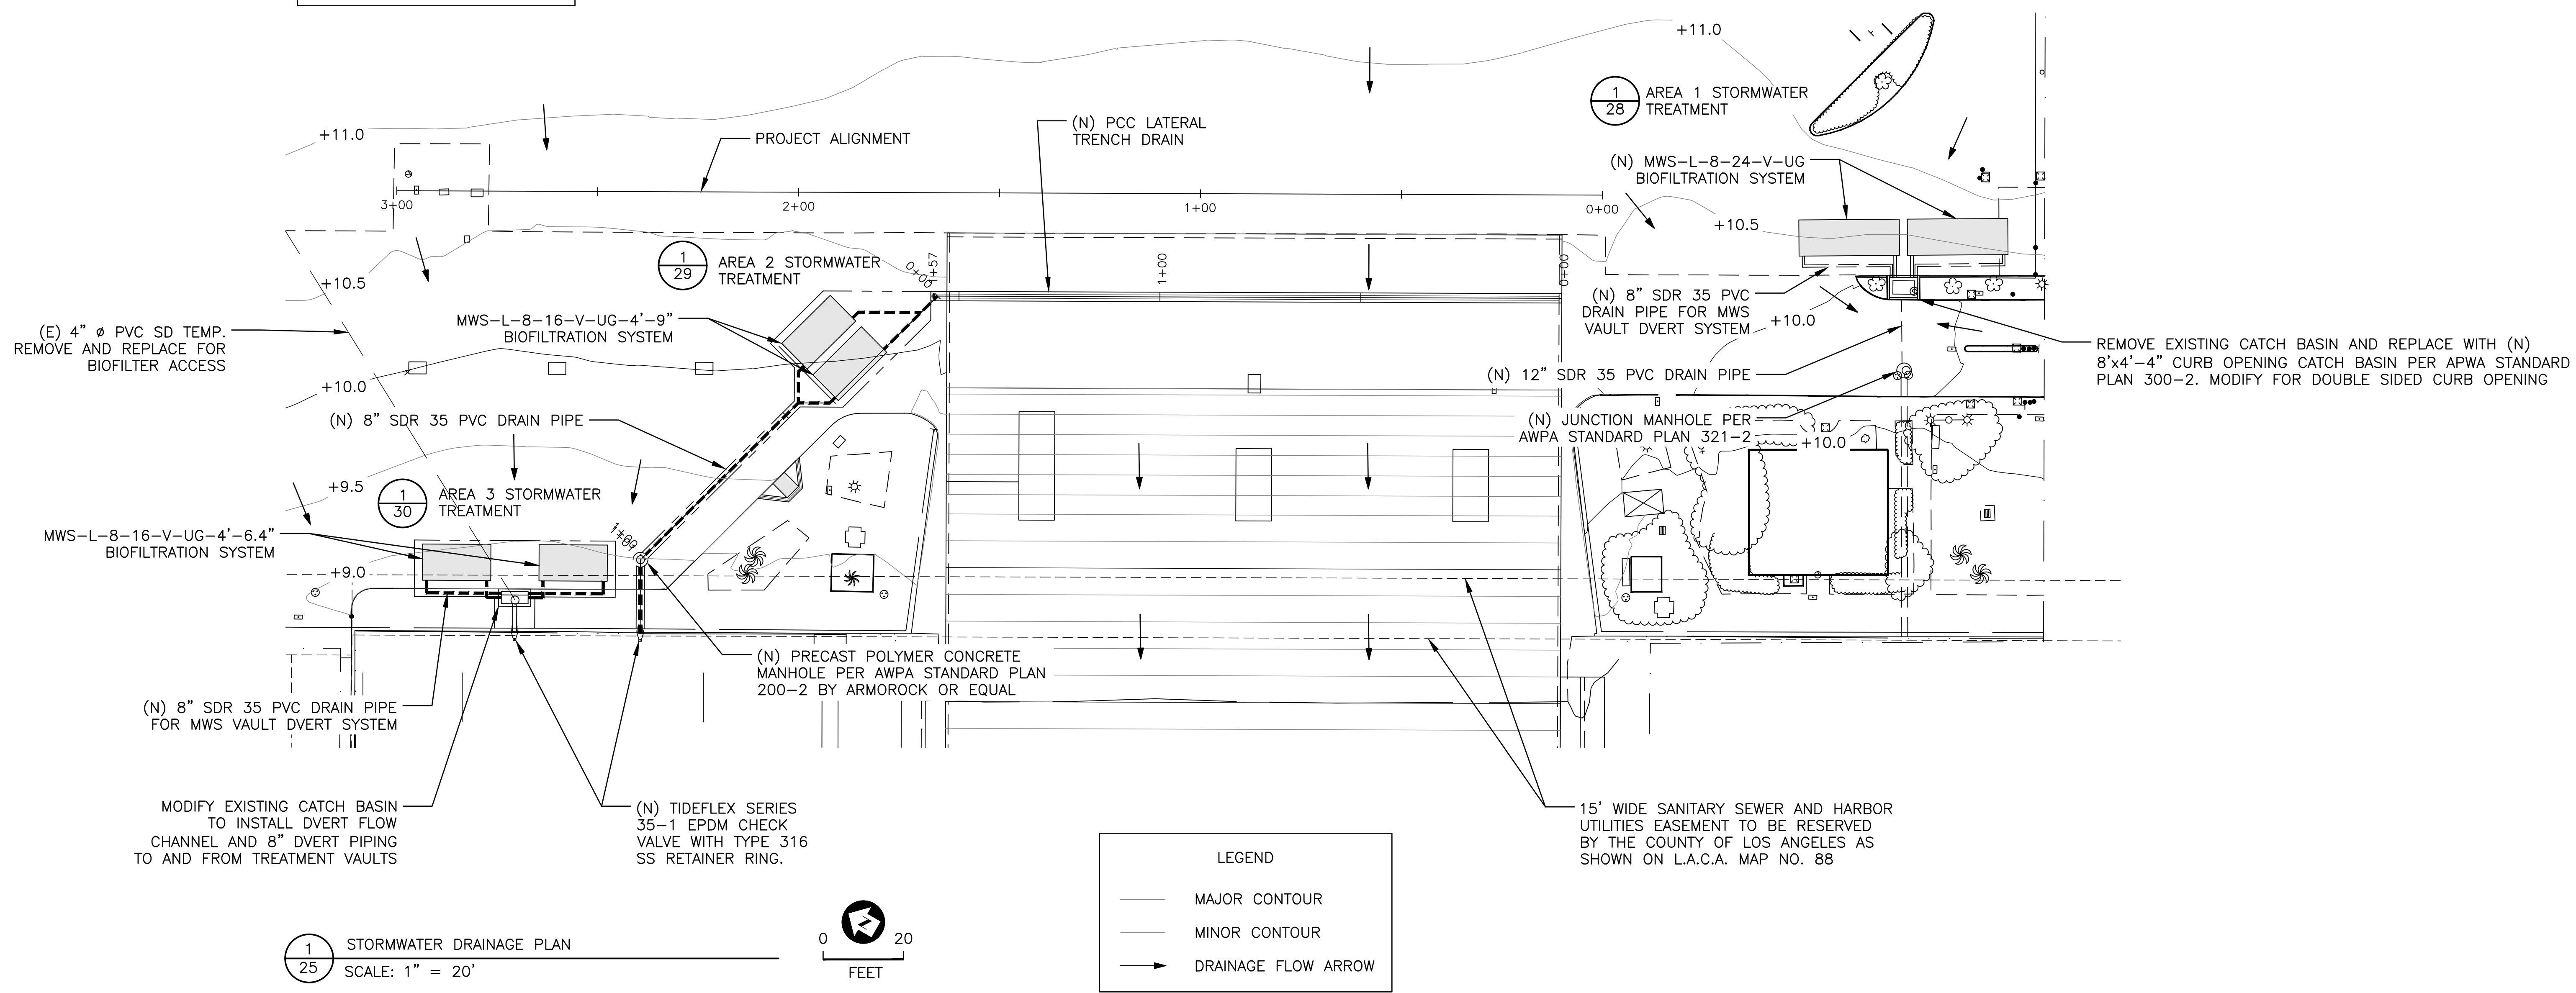 +11.0
1
28
AREA 1 STORMWATER
TREATMENT
+11.0
PROJECT ALIGNMENT
(N) PCC LATERAL
TRENCH DRAIN
(N) MWS-L-8-24-V-UG
BIOFILTRATION SYSTEM
3+00
2+00
1+00
0+00
+10.5
1
29
AREA 2 STORMWATER
TREATMENT
0+00
1+57
1+00
0+00
+10.5
(N) 8" SDR 35 PVC
DRAIN PIPE FOR MWS
VAULT DVERT SYSTEM
+10.0
(E) 4" ø PVC SD TEMP.
REMOVE AND REPLACE FOR
BIOFILTER ACCESS
MWS-L-8-16-V-UG-4'-9"
BIOFILTRATION SYSTEM
REMOVE EXISTING CATCH BASIN AND REPLACE WITH (N)
8'x4'-4" CURB OPENING CATCH BASIN PER APWA STANDARD
PLAN 300-2. MODIFY FOR DOUBLE SIDED CURB OPENING
+10.0
(N) 12" SDR 35 PVC DRAIN PIPE
(N) 8" SDR 35 PVC DRAIN PIPE
(N) JUNCTION MANHOLE PER
AWPA STANDARD PLAN 321-2
+10.0
+9.5
1
30
AREA 3 STORMWATER
TREATMENT
MWS-L-8-16-V-UG-4'-6.4"
BIOFILTRATION SYSTEM
+9.0
(N) PRECAST POLYMER CONCRETE
MANHOLE PER AWPA STANDARD PLAN
200-2 BY ARMOROCK OR EQUAL
(N) 8" SDR 35 PVC DRAIN PIPE
FOR MWS VAULT DVERT SYSTEM
MODIFY EXISTING CATCH BASIN
TO INSTALL DVERT FLOW
CHANNEL AND 8" DVERT PIPING
TO AND FROM TREATMENT VAULTS
(N) TIDEFLEX SERIES
35-1 EPDM CHECK
VALVE WITH TYPE 316
SS RETAINER RING.
15' WIDE SANITARY SEWER AND HARBOR
UTILITIES EASEMENT TO BE RESERVED
BY THE COUNTY OF LOS ANGELES AS
SHOWN ON L.A.C.A. MAP NO. 88
LEGEND
MAJOR CONTOUR
MINOR CONTOUR
DRAINAGE FLOW ARROW
1
25
STORMWATER DRAINAGE PLAN
SCALE: 1" = 20'
N
0
20
FEET